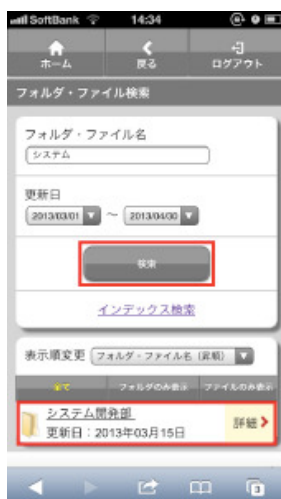 SoftBank 14:34
ホーム 戻る ログアウト
フォルダ・ファイル検索
フォルダ・ファイル名
システム
更新日
2013/03/01 ～ 2013/04/00
検索
インデックス検索
表示順変更 フォルダ・ファイル名（昇順）
全て フォルダのみ表示 ファイルのみ表示
システム開発部
更新日：2013年03月15日
詳細
3